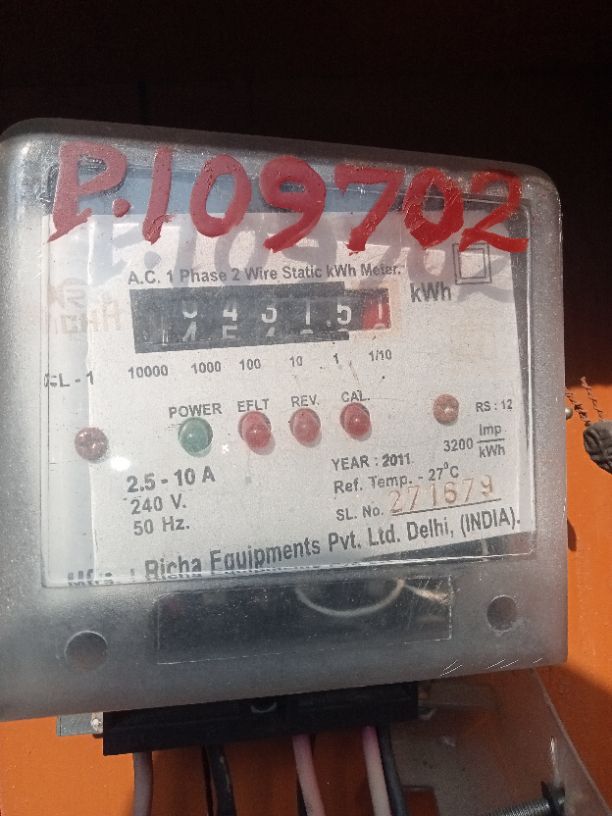 P.109702
A.C. 1 Phase 2 Wire Static kWh Meter.
kWh
10000 1000 100 10 1 1/10
POWER EFLT REV. CAL.
RS : 12
3200 Imp/kWh
2.5 - 10 A
240 V.
50 Hz.
YEAR : 2011
Ref. Temp. - 27°C
SL. No. 271679
Richa Equipments Pvt. Ltd. Delhi, (INDIA).